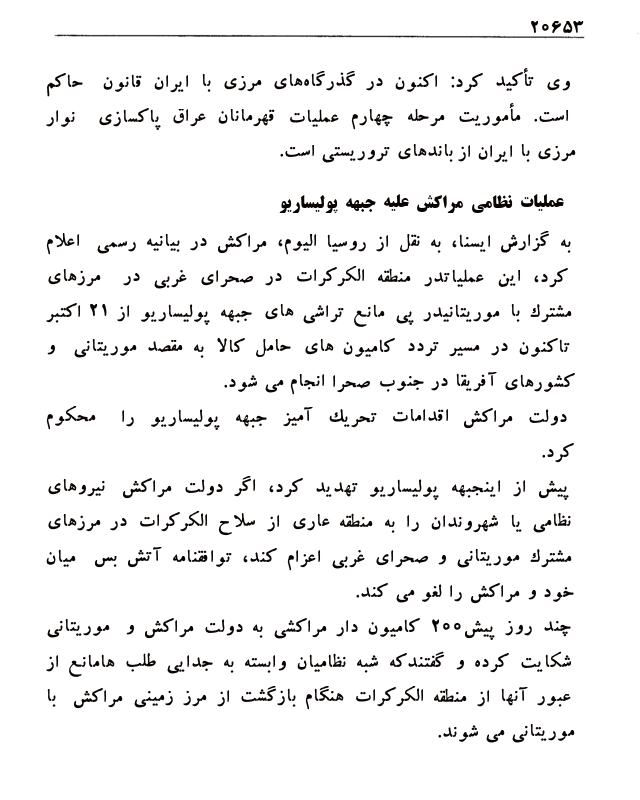 ۲۰۶۵۳
وی تأکید کرد: اکنون در گذرگاه‌های مرزی با ایران قانون حاکم
است. مأموریت مرحله چهارم عملیات قهرمانان عراق پاکسازی نوار
مرزی با ایران از باندهای تروریستی است.
عملیات نظامی مراکش علیه جبهه پولیساریو
به گزارش ایسنا، به نقل از روسیا الیوم، مراکش در بیانیه رسمی اعلام
کرد، این عملیاتدر منطقه الکرکرات در صحرای غربی در مرزهای
مشترك با موریتانیدر پی مانع تراشی های جبهه پولیساریو از ۲۱ اکتبر
تاکنون در مسیر تردد کامیون های حامل کالا به مقصد موریتانی و
کشورهای آفریقا در جنوب صحرا انجام می شود.
دولت مراکش اقدامات تحریك آمیز جبهه پولیساریو را محکوم
کرد.
پیش از اینجبهه پولیساریو تهدید کرد، اگر دولت مراکش نیروهای
نظامی یا شهروندان را به منطقه عاری از سلاح الکرکرات در مرزهای
مشترك موریتانی و صحرای غربی اعزام کند، توافقنامه آتش بس میان
خود و مراکش را لغو می کند.
چند روز پیش۲۰۰ کامیون دار مراکشی به دولت مراکش و موریتانی
شکایت کرده و گفتندکه شبه نظامیان وابسته به جدایی طلب هامانع از
عبور آنها از منطقه الکرکرات هنگام بازگشت از مرز زمینی مراکش با
موریتانی می شوند.